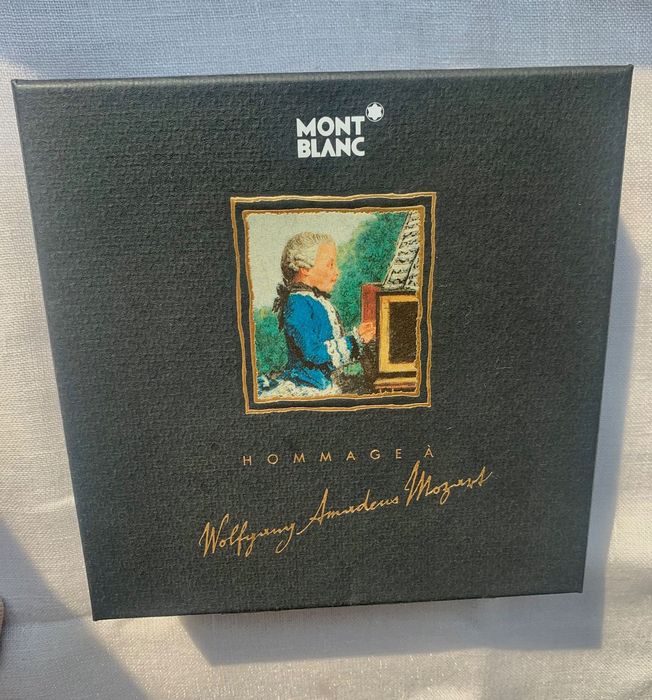 MONT
BLANC
HOMMAGE À
Wolfgang Amadeus Mozart